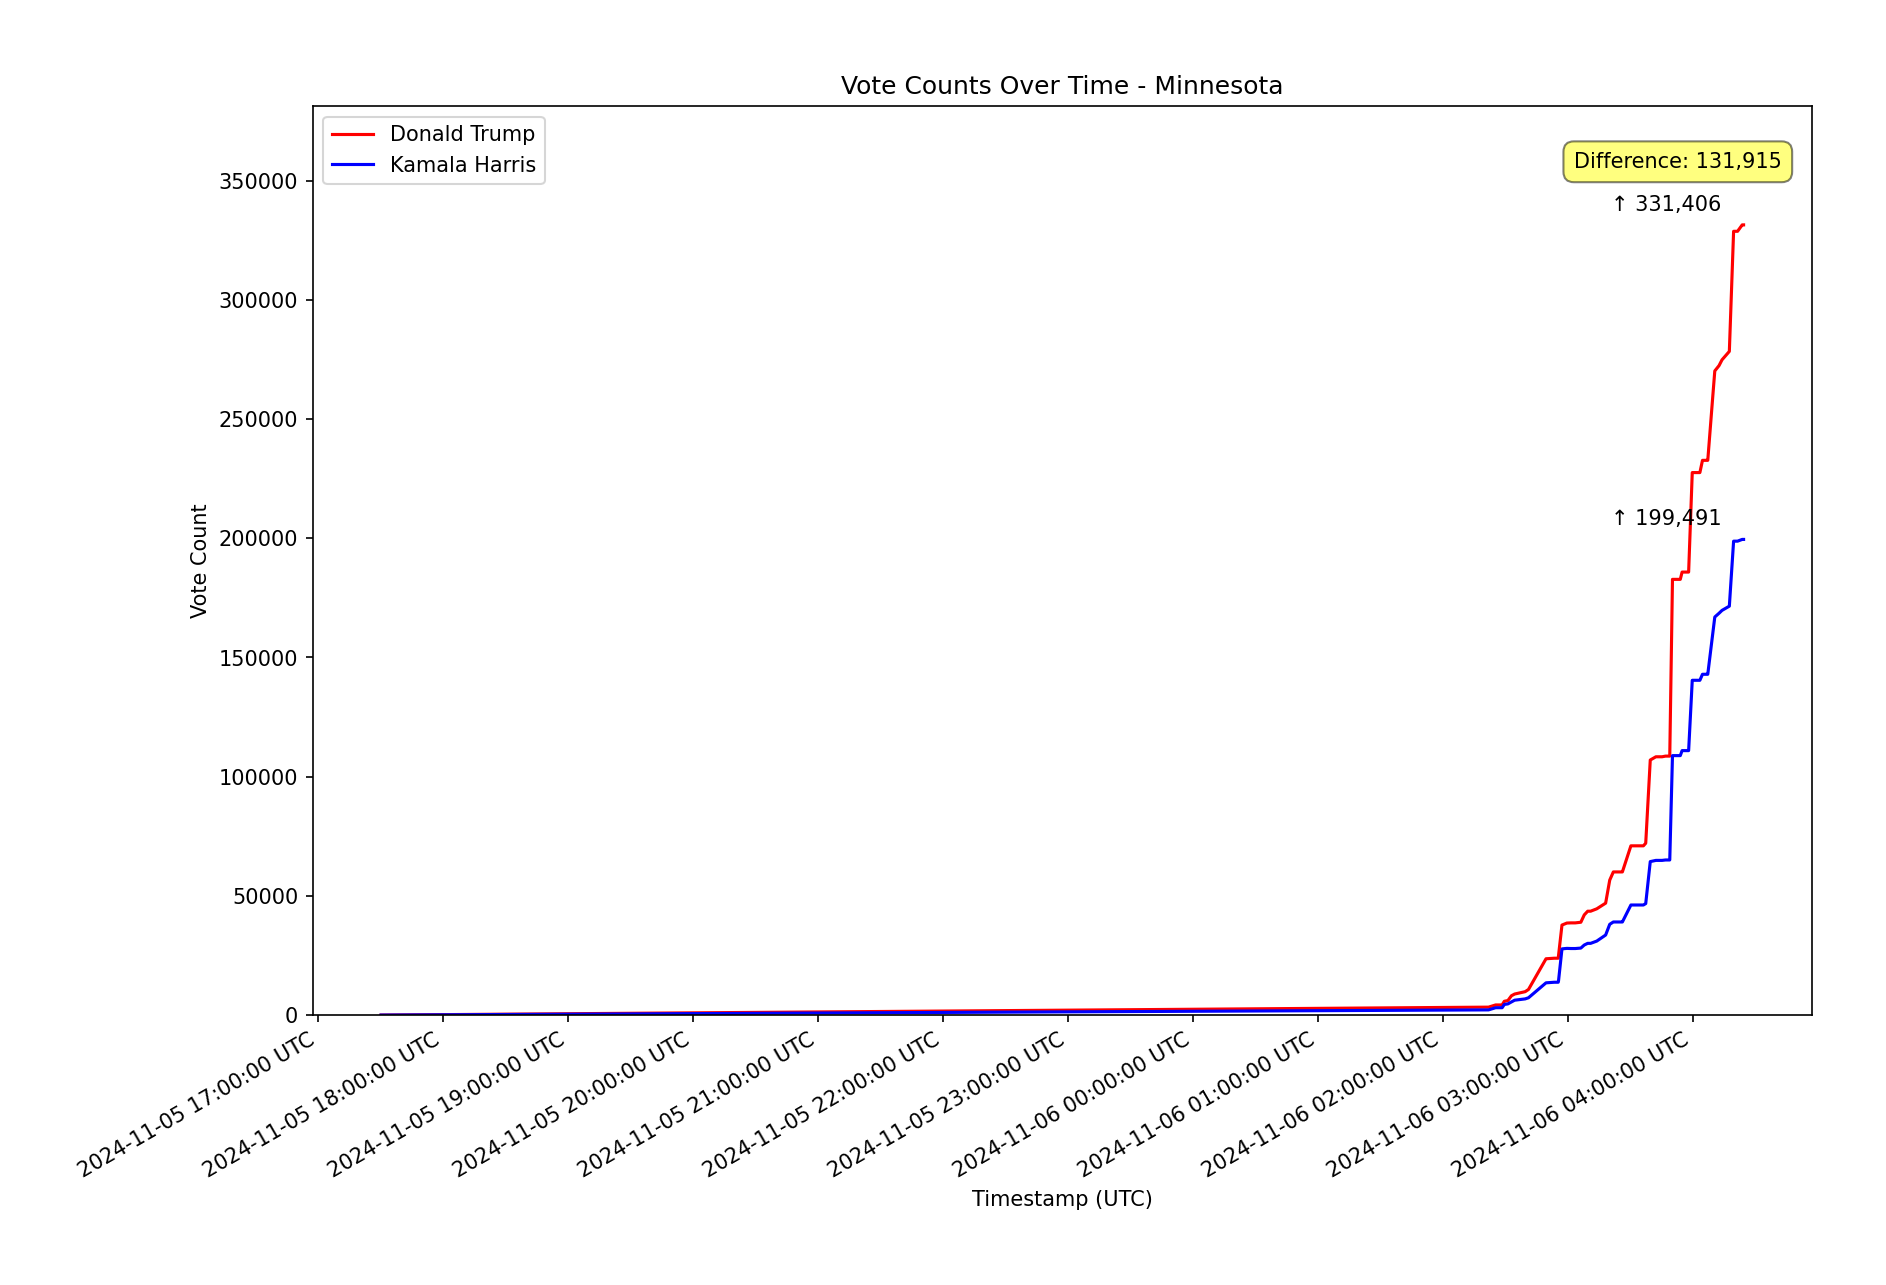 Vote Counts Over Time - Minnesota
Donald Trump
Kamala Harris
Difference: 131,915
↑ 331,406
↑ 199,491
Vote Count
350000
300000
250000
200000
150000
100000
50000
0
2024-11-05 17:00:00 UTC
2024-11-05 18:00:00 UTC
2024-11-05 19:00:00 UTC
2024-11-05 20:00:00 UTC
2024-11-05 21:00:00 UTC
2024-11-05 22:00:00 UTC
2024-11-05 23:00:00 UTC
2024-11-06 00:00:00 UTC
2024-11-06 01:00:00 UTC
2024-11-06 02:00:00 UTC
2024-11-06 03:00:00 UTC
2024-11-06 04:00:00 UTC
Timestamp (UTC)